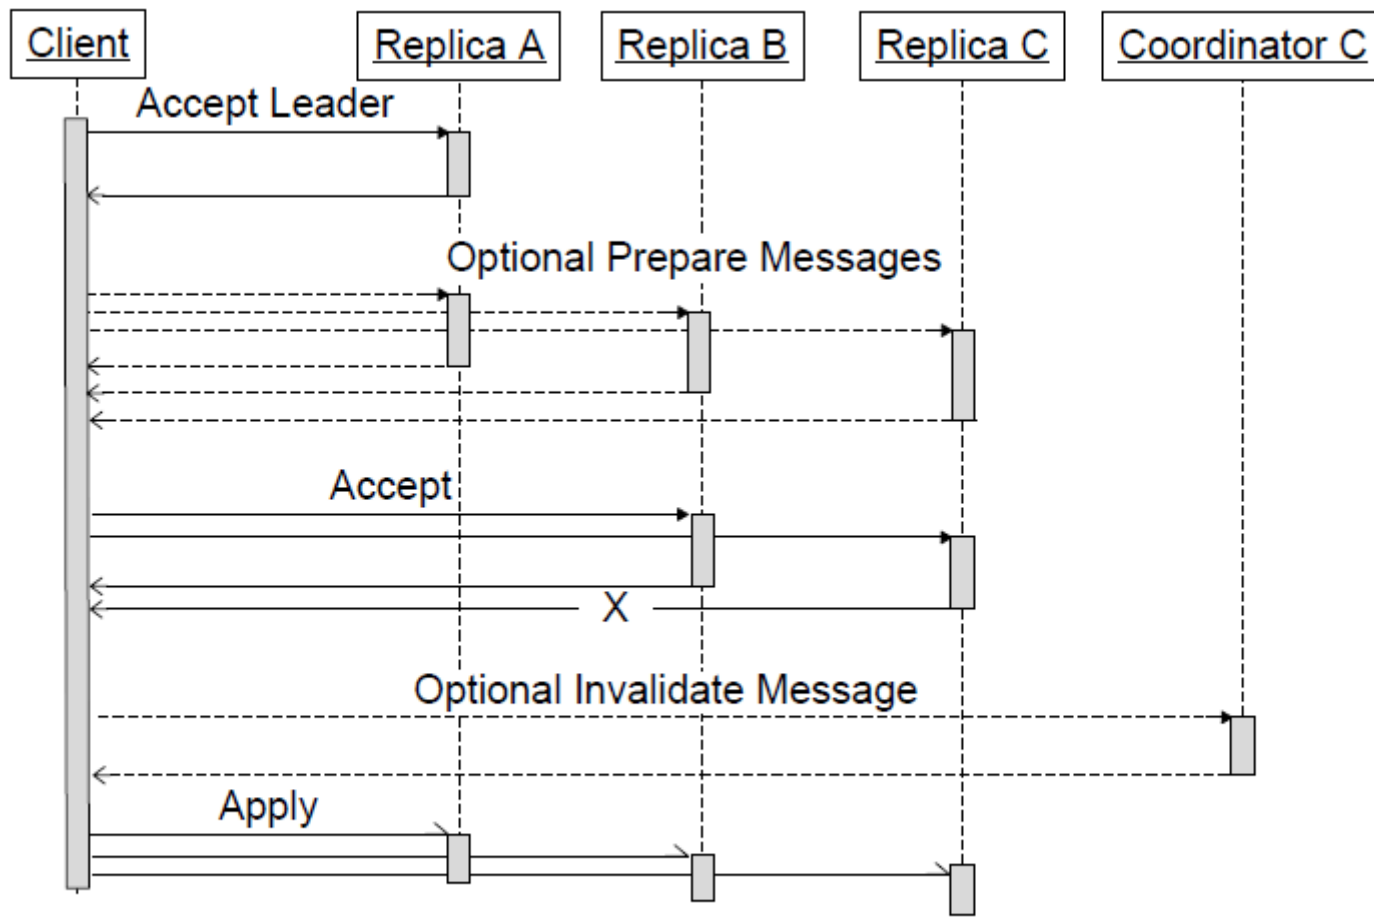 Client
Replica A
Replica B
Replica C
Coordinator C
Accept Leader
Optional Prepare Messages
Accept
X
Optional Invalidate Message
Apply